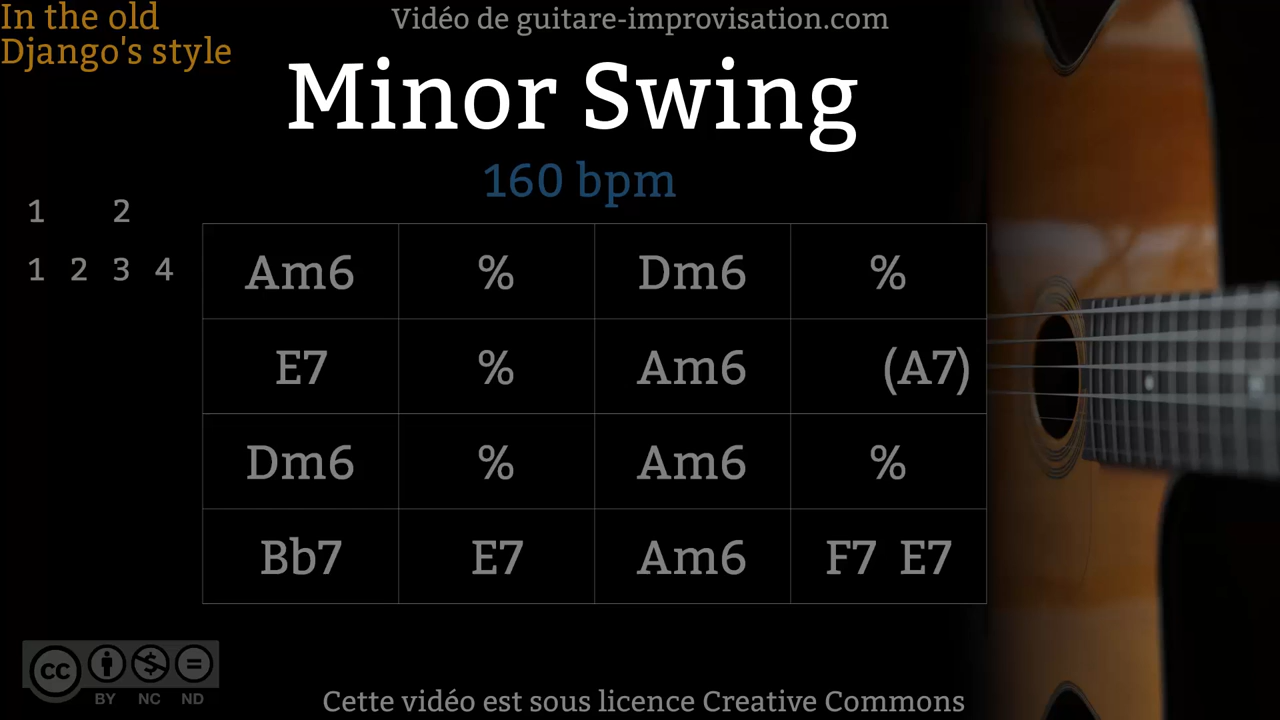 In the old
Django's style
Vidéo de guitare-improvisation.com
Minor Swing
160 bpm
1 2
1 2 3 4
Am6 % Dm6 %
E7 % Am6 (A7)
Dm6 % Am6 %
Bb7 E7 Am6 F7 E7
cc
BY NC ND
Cette vidéo est sous licence Creative Commons